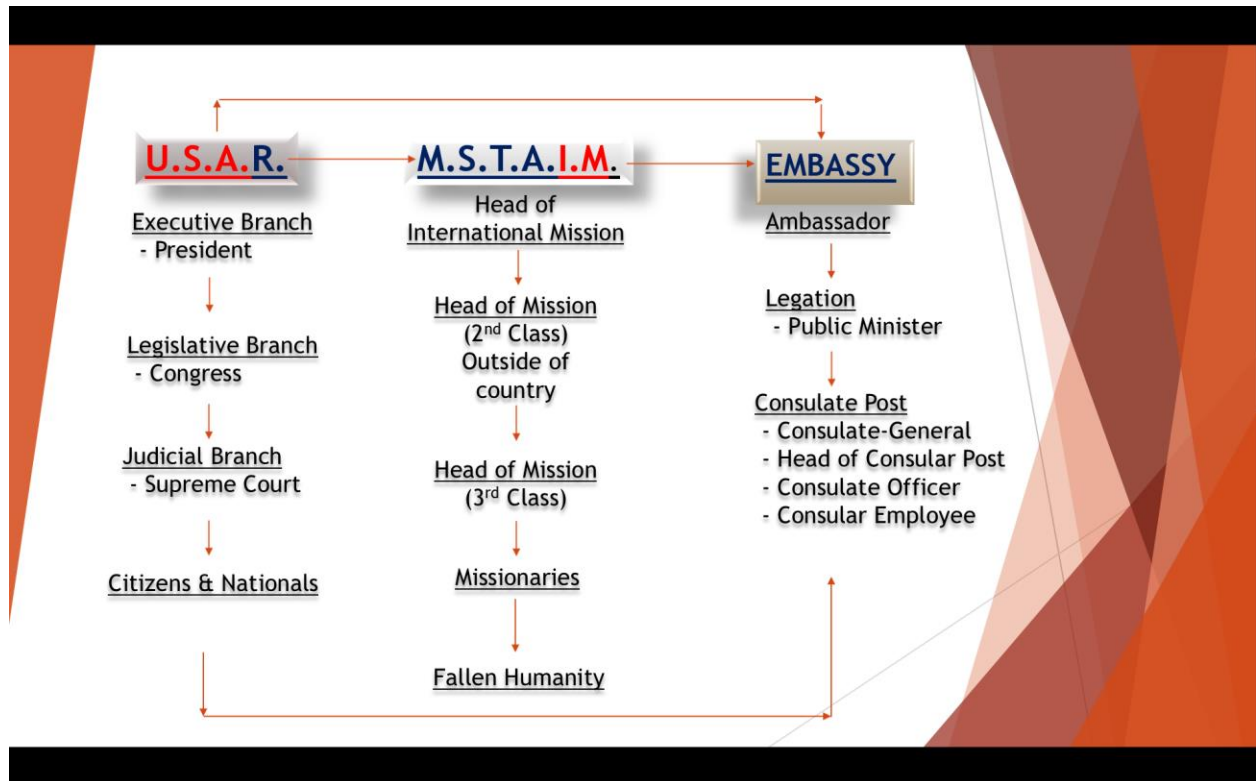 U.S.A.R.
Executive Branch
- President
Legislative Branch
- Congress
Judicial Branch
- Supreme Court
Citizens & Nationals
M.S.T.A.I.M.
Head of
International Mission
Head of Mission
(2nd Class)
Outside of
country
Head of Mission
(3rd Class)
Missionaries
Fallen Humanity
EMBASSY
Ambassador
Legation
- Public Minister
Consulate Post
- Consulate-General
- Head of Consular Post
- Consulate Officer
- Consular Employee